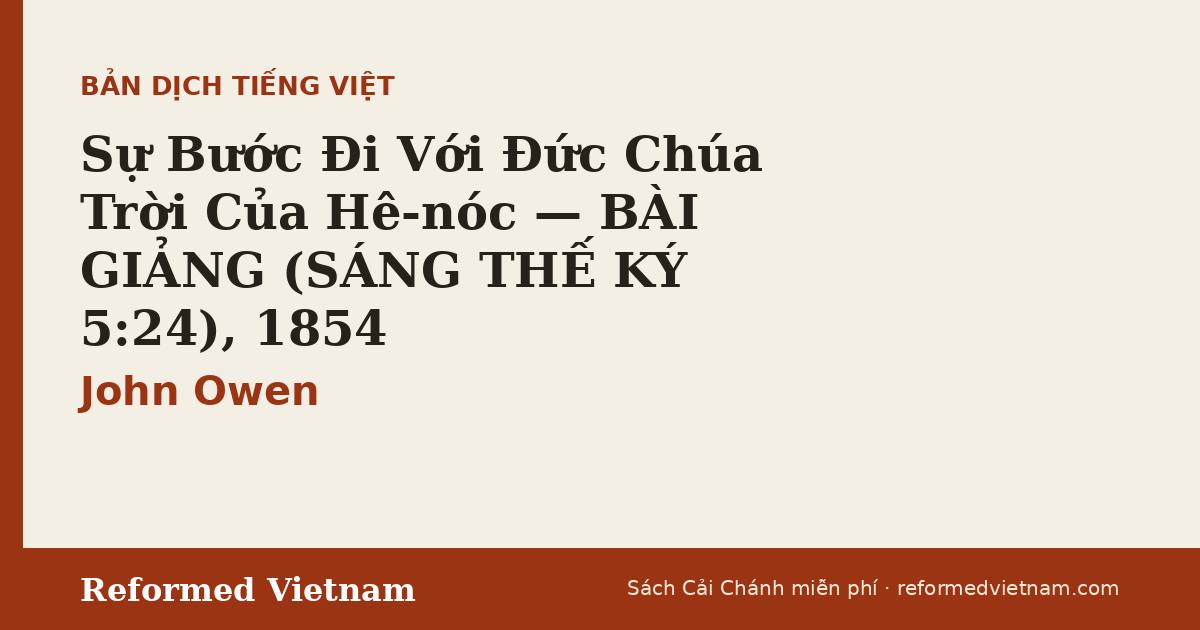 BẢN DỊCH TIẾNG VIỆT
Sự Bước Đi Với Đức Chúa
Trời Của Hê-nóc — BÀI
GIẢNG (SÁNG THẾ KÝ
5:24), 1854
John Owen
Reformed Vietnam
Sách Cải Chánh miễn phí · reformedvietnam.com